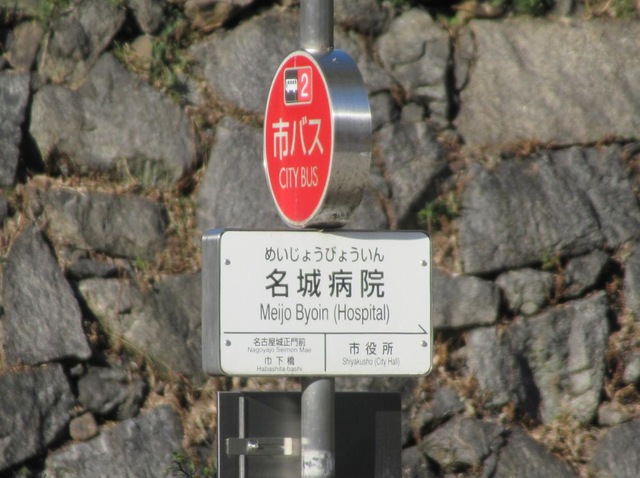 2
市バス
CITY BUS
めいじょうびょういん
名城病院
Meijo Byoin (Hospital)
名古屋城正門前
Nagoyajo Seimon Mae
巾下橋
Habashita-bashi
市役所
Shiyakusho (City Hall)